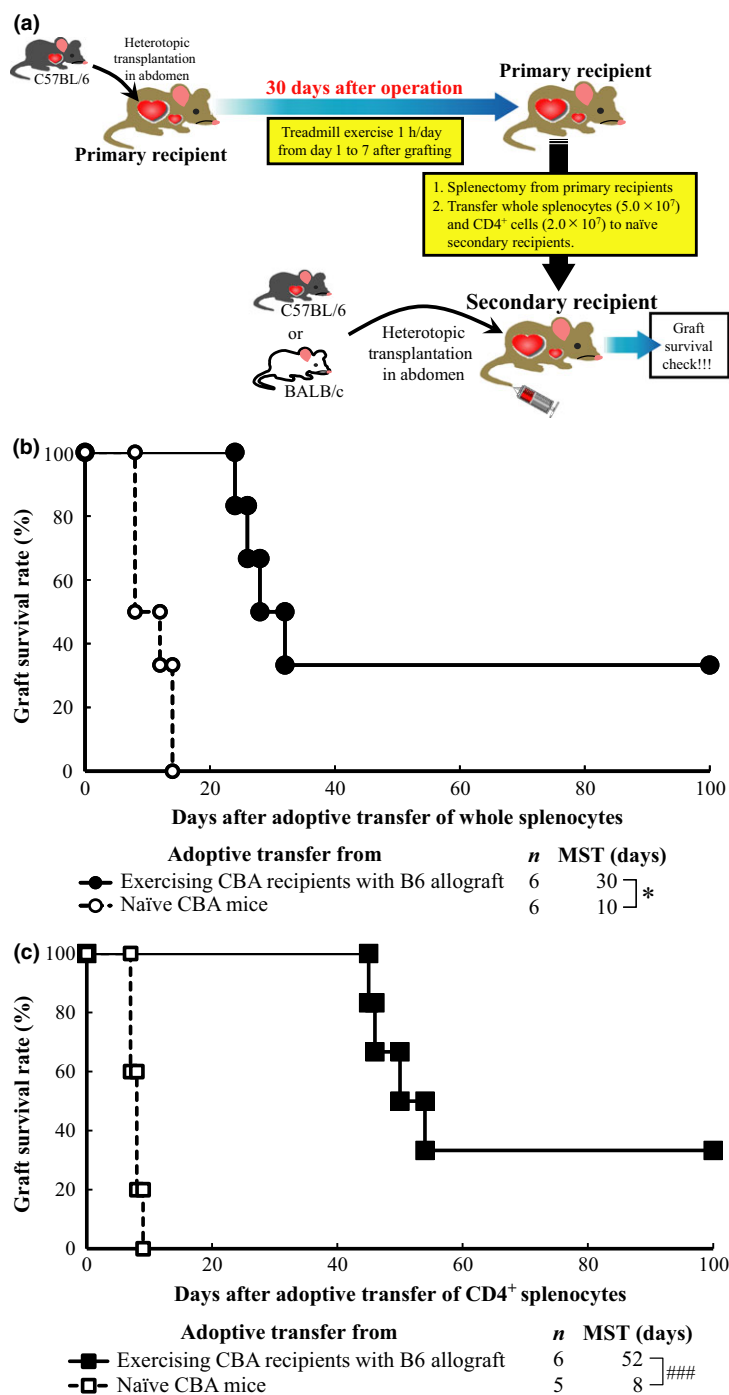 (a)
Heterotopic
transplantation
in abdomen
C57BL/6
Primary recipient
30 days after operation
Treadmill exercise 1 h/day
from day 1 to 7 after grafting
Primary recipient
1. Splenectomy from primary recipients
2. Transfer whole splenocytes (5.0 × 10⁷)
and CD4⁺ cells (2.0 × 10⁷) to naïve
secondary recipients.
Secondary recipient
C57BL/6
or
BALB/c
Heterotopic
transplantation
in abdomen
Graft
survival
check!!!
(b)
Graft survival rate (%)
100
80
60
40
20
0
0 20 40 60 80 100
Days after adoptive transfer of whole splenocytes
Adoptive transfer from n MST (days)
Exercising CBA recipients with B6 allograft 6 30
Naïve CBA mice 6 10
*
(c)
Graft survival rate (%)
100
80
60
40
20
0
0 20 40 60 80 100
Days after adoptive transfer of CD4⁺ splenocytes
Adoptive transfer from n MST (days)
Exercising CBA recipients with B6 allograft 6 52
Naïve CBA mice 5 8
###